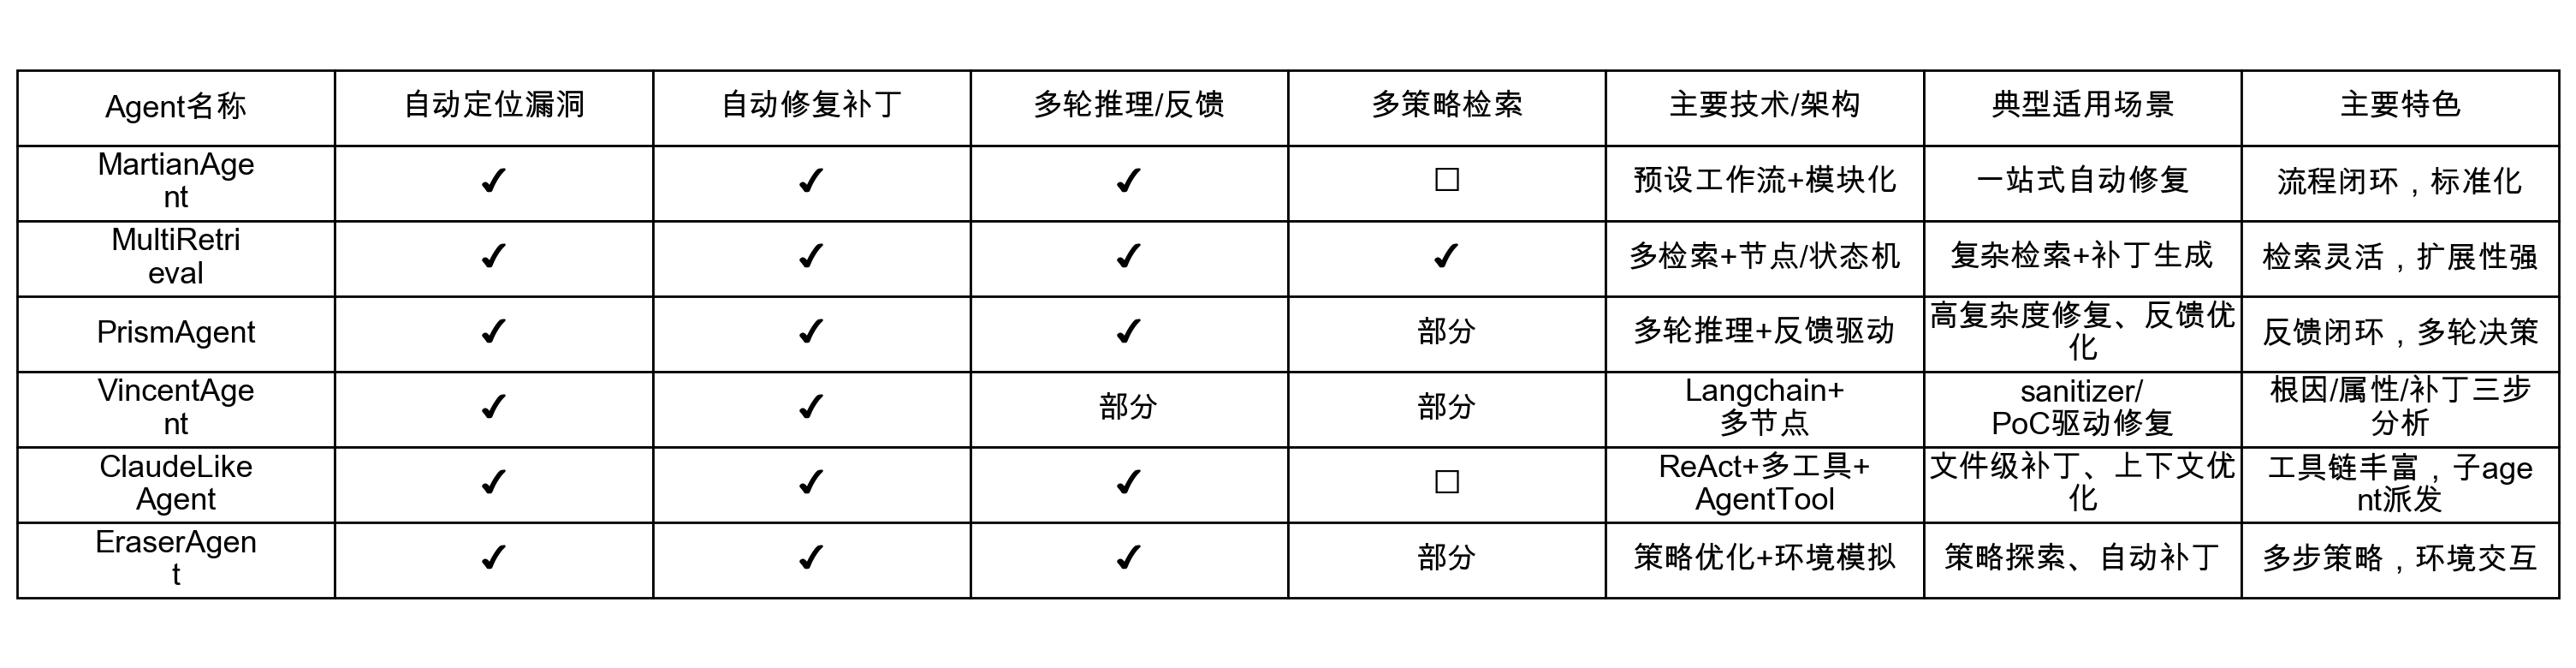 Agent名称 自动定位漏洞 自动修复补丁 多轮推理/反馈 多策略检索 主要技术/架构 典型适用场景 主要特色
MartianAge
nt
✔ ✔ ✔ ☐ 预设工作流+模块化 一站式自动修复 流程闭环，标准化
MultiRetri
eval
✔ ✔ ✔ ✔ 多检索+节点/状态机 复杂检索+补丁生成 检索灵活，扩展性强
PrismAgent ✔ ✔ ✔ 部分 多轮推理+反馈驱动
高复杂度修复、反馈优
化
反馈闭环，多轮决策
VincentAge
nt
✔ ✔ 部分 部分
Langchain+
多节点
sanitizer/
PoC驱动修复
根因/属性/补丁三步
分析
ClaudeLike
Agent
✔ ✔ ✔ ☐
ReAct+多工具+
AgentTool
文件级补丁、上下文优
化
工具链丰富，子age
nt派发
EraserAgen
t
✔ ✔ ✔ 部分 策略优化+环境模拟 策略探索、自动补丁 多步策略，环境交互